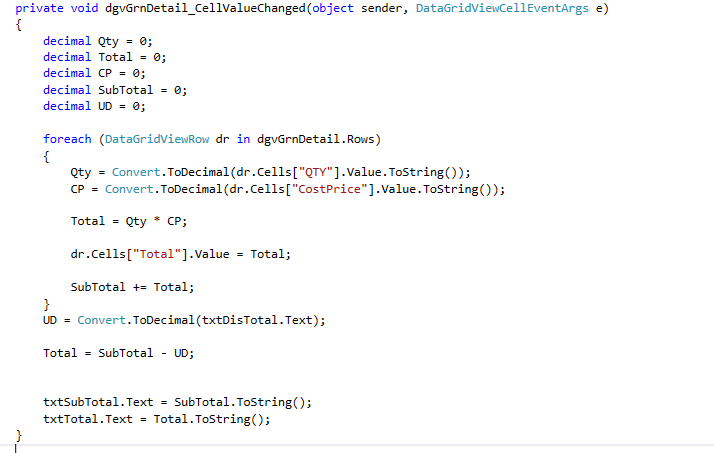 private void dgvGrnDetail_CellValueChanged(object sender, DataGridViewCellEventArgs e)
{
    decimal Qty = 0;
    decimal Total = 0;
    decimal CP = 0;
    decimal SubTotal = 0;
    decimal UD = 0;

    foreach (DataGridViewRow dr in dgvGrnDetail.Rows)
    {
        Qty = Convert.ToDecimal(dr.Cells["QTY"].Value.ToString());
        CP = Convert.ToDecimal(dr.Cells["CostPrice"].Value.ToString());

        Total = Qty * CP;

        dr.Cells["Total"].Value = Total;

        SubTotal += Total;
    }
    UD = Convert.ToDecimal(txtDisTotal.Text);

    Total = SubTotal - UD;


    txtSubTotal.Text = SubTotal.ToString();
    txtTotal.Text = Total.ToString();
}